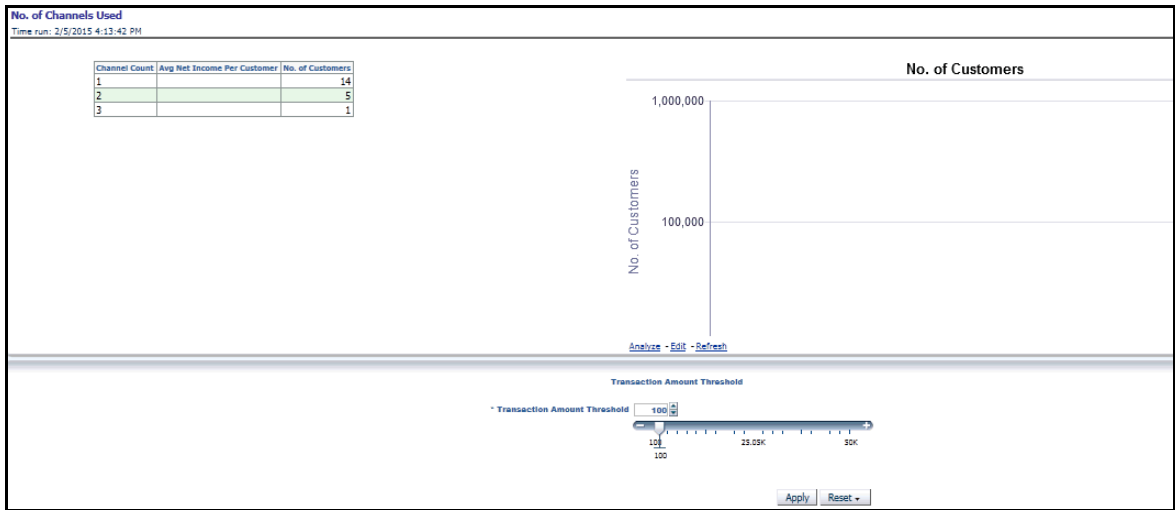 No. of Channels Used
Time run: 2/5/2015 4:13:42 PM
Channel Count Avg Net Income Per Customer No. of Customers
1 14
2 5
3 1
No. of Customers
1,000,000
100,000
No. of Customers
Analyze - Edit - Refresh
Transaction Amount Threshold
* Transaction Amount Threshold 100
100 25.05K 50K
100
Apply Reset